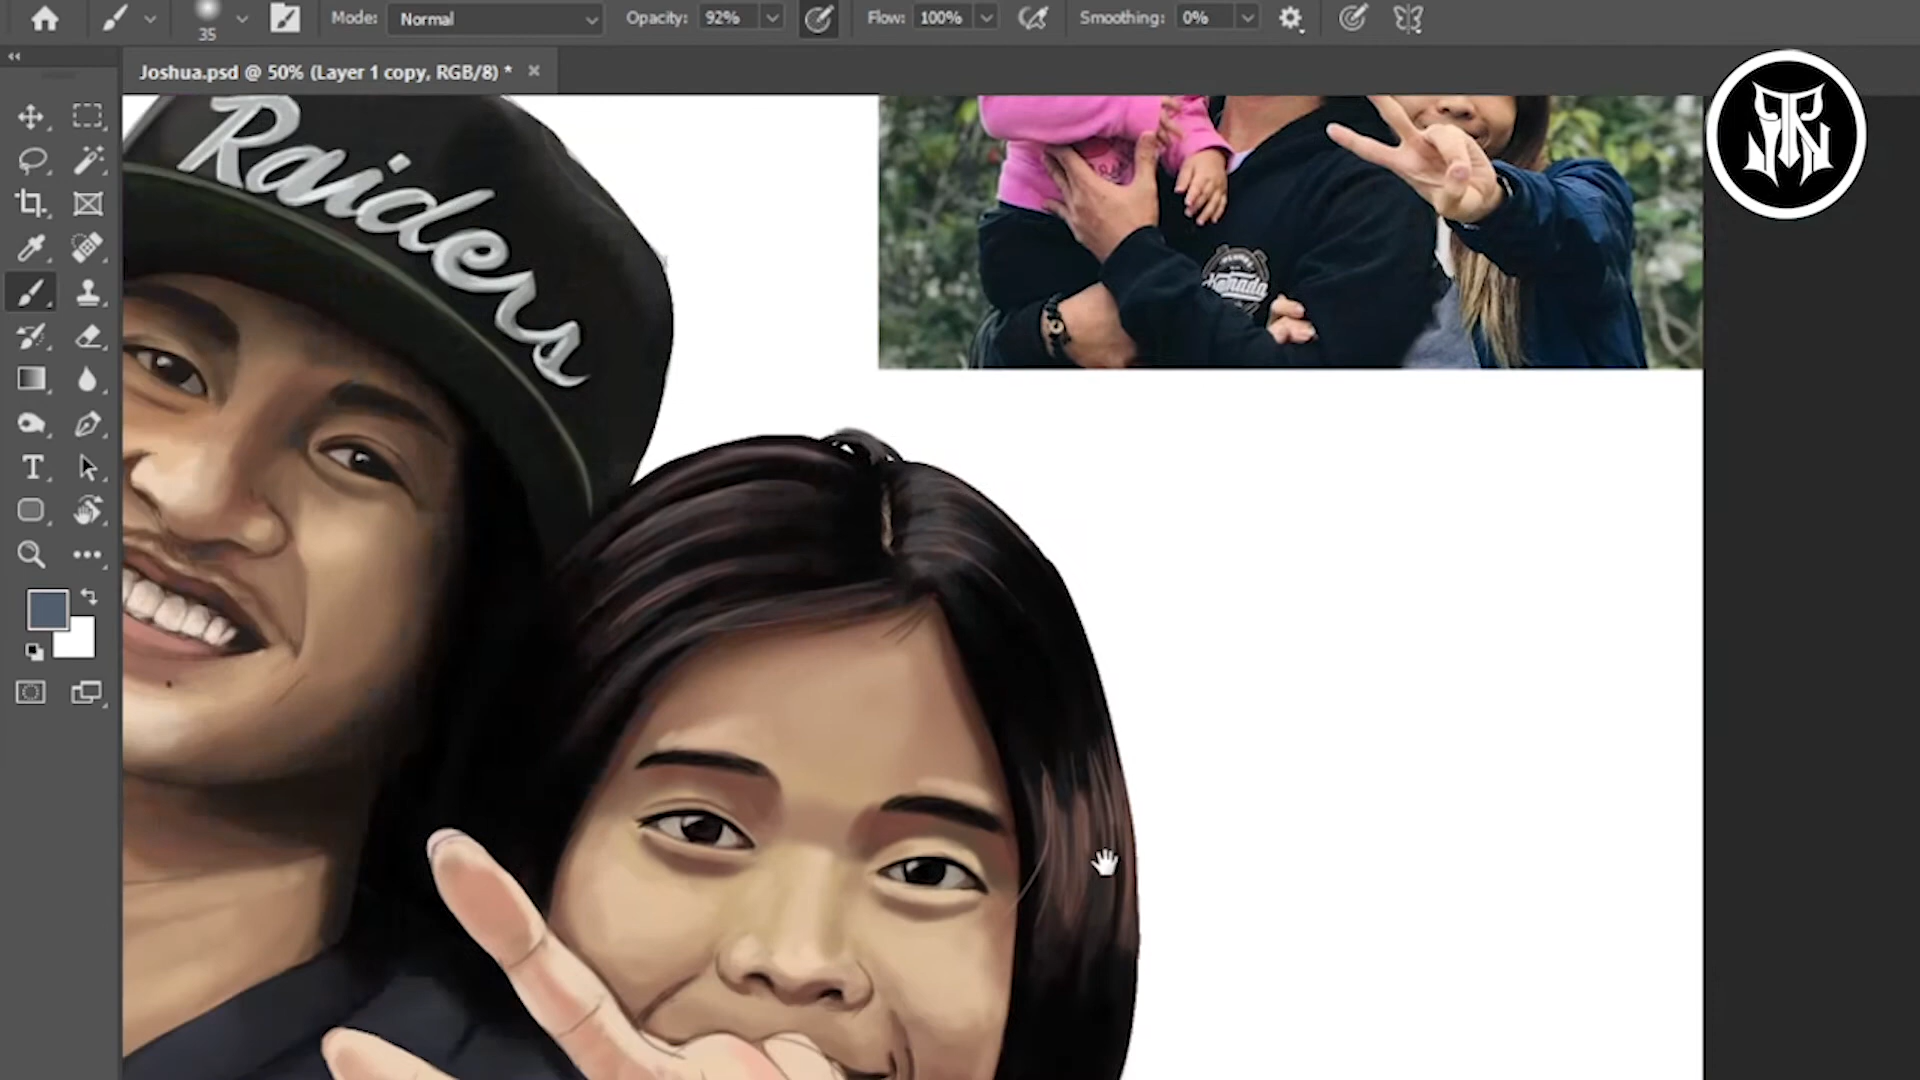 35
Mode: Normal
Opacity: 92%
Flow: 100%
Smoothing: 0%
Joshua.psd @ 50% (Layer 1 copy, RGB/8) *
Raiders
T